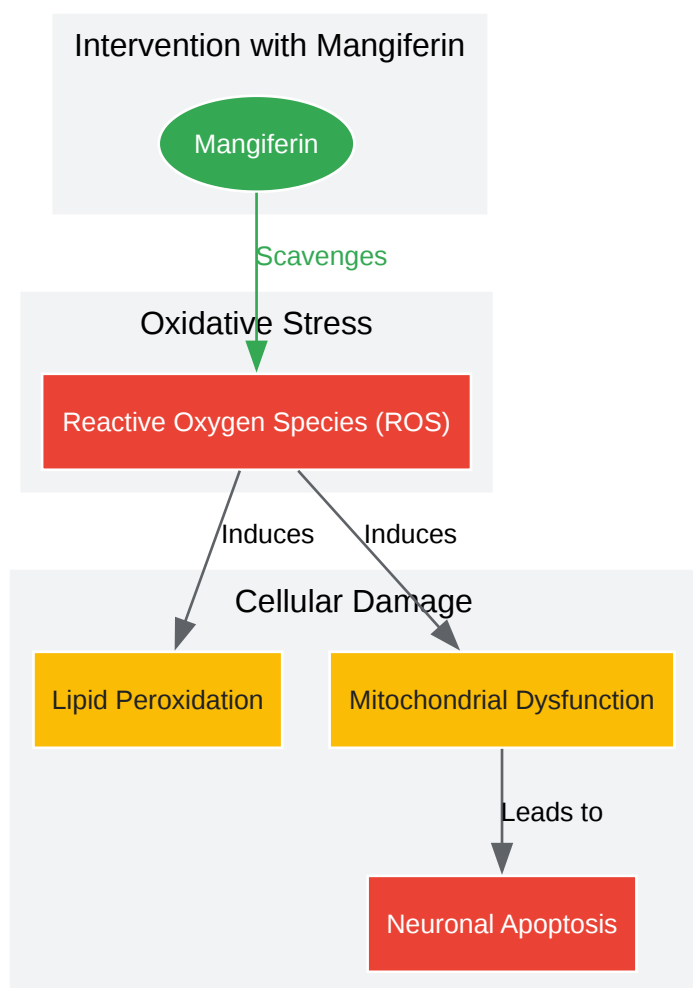 Intervention with Mangiferin
Mangiferin
Scavenges
Oxidative Stress
Reactive Oxygen Species (ROS)
Induces
Induces
Cellular Damage
Lipid Peroxidation
Mitochondrial Dysfunction
Leads to
Neuronal Apoptosis